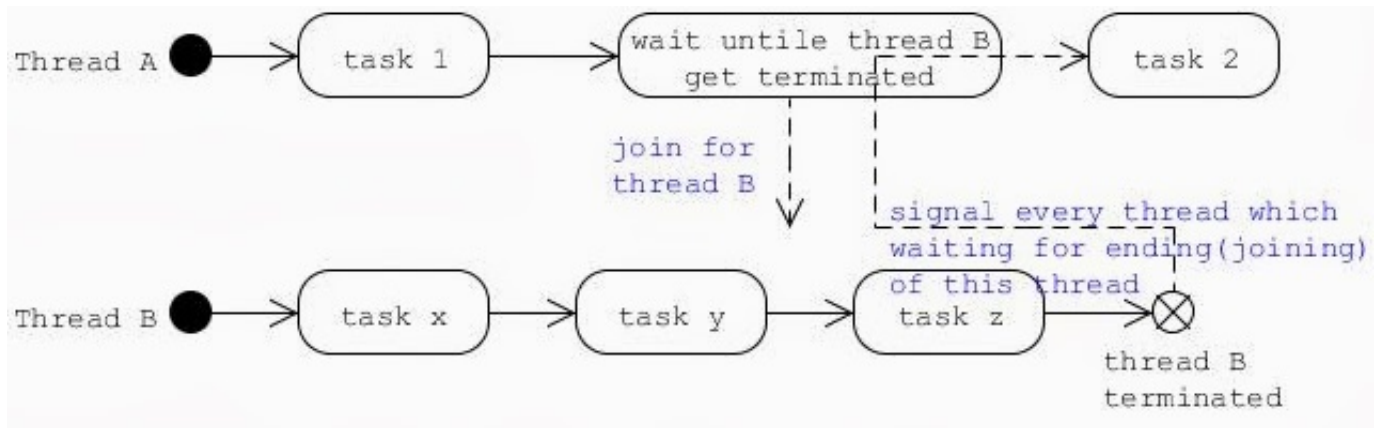 Thread A
task 1
wait untile thread B
get terminated
task 2
join for
thread B
signal every thread which
waiting for ending(joining)
of this thread
Thread B
task x
task y
task z
thread B
terminated